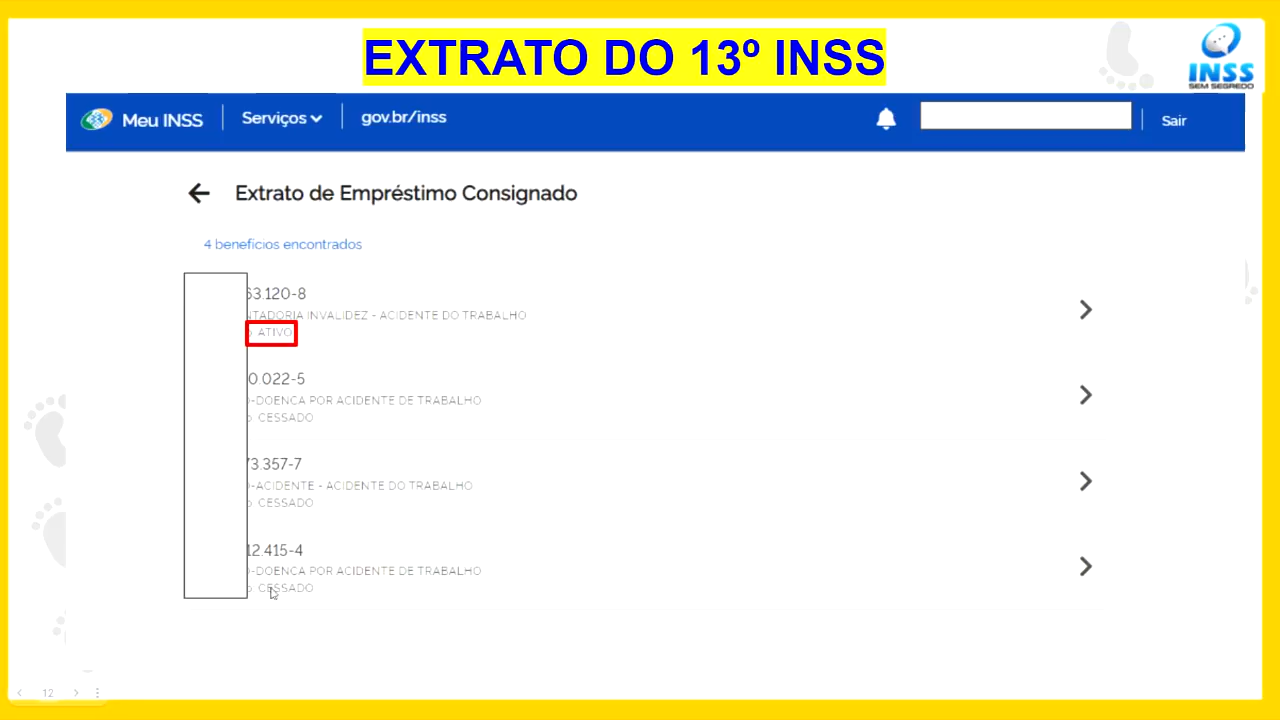 EXTRATO DO 13º INSS
INSS
SEM SEGREDO
Meu INSS
Serviços
gov.br/inss
Sair
Extrato de Empréstimo Consignado
4 benefícios encontrados
63.120-8
NTADORIA INVALIDEZ - ACIDENTE DO TRABALHO
ATIVO
0.022-5
-DOENCA POR ACIDENTE DE TRABALHO
CESSADO
73.357-7
-ACIDENTE - ACIDENTE DO TRABALHO
CESSADO
12.415-4
-DOENCA POR ACIDENTE DE TRABALHO
CESSADO
12